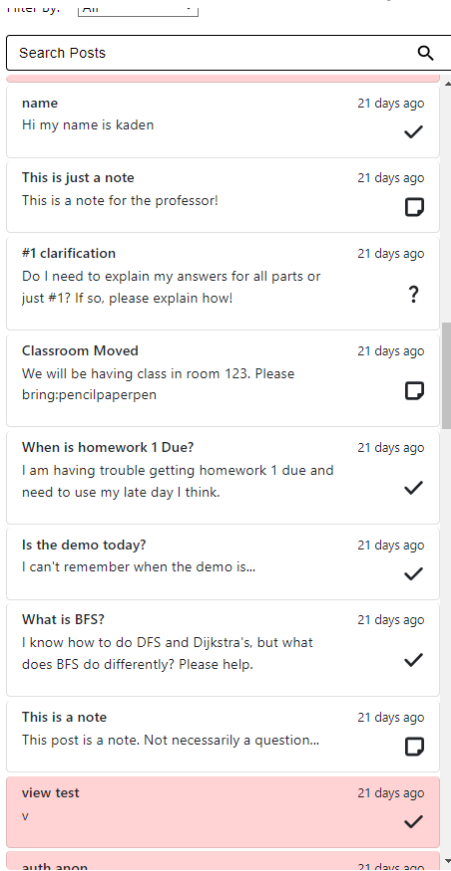 Filter By: All
Search Posts
name 21 days ago
Hi my name is kaden
This is just a note 21 days ago
This is a note for the professor!
#1 clarification 21 days ago
Do I need to explain my answers for all parts or
just #1? If so, please explain how!
?
Classroom Moved 21 days ago
We will be having class in room 123. Please
bring:pencilpaperpen
When is homework 1 Due? 21 days ago
I am having trouble getting homework 1 due and
need to use my late day I think.
Is the demo today? 21 days ago
I can't remember when the demo is...
What is BFS? 21 days ago
I know how to do DFS and Dijkstra's, but what
does BFS do differently? Please help.
This is a note 21 days ago
This post is a note. Not necessarily a question...
view test 21 days ago
v
auth anon 21 days ago